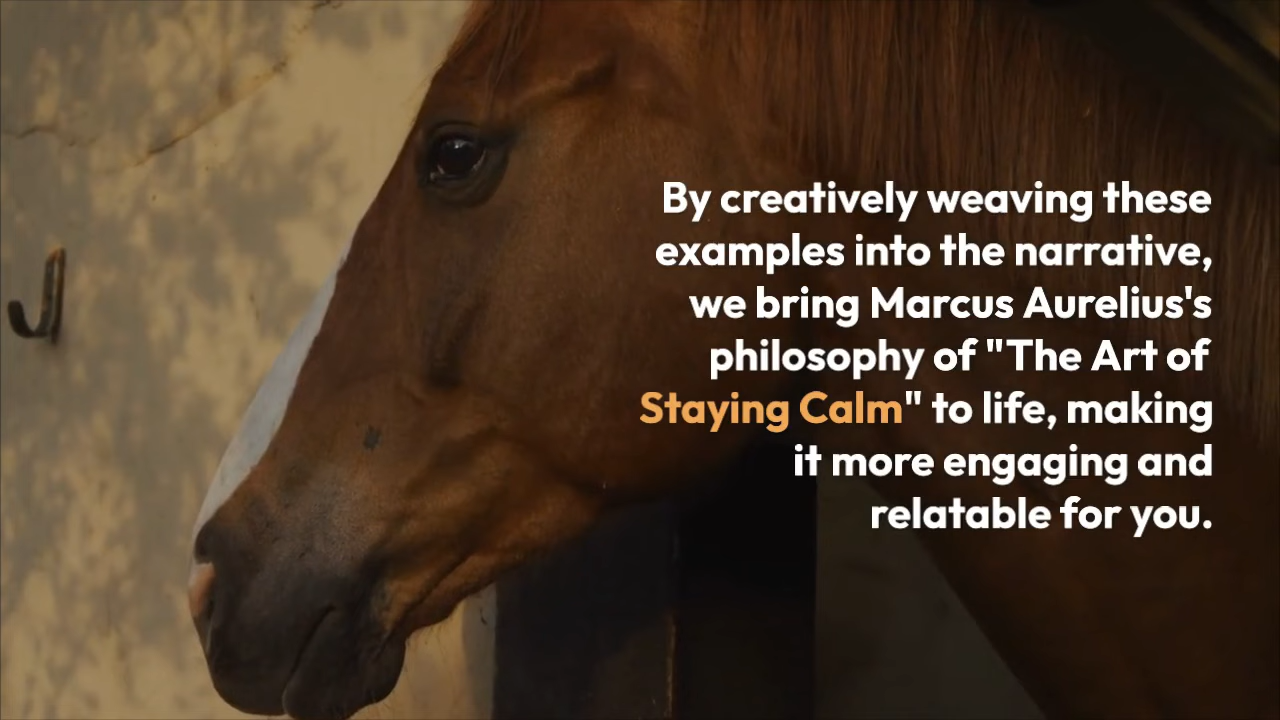 By creatively weaving these
examples into the narrative,
we bring Marcus Aurelius's
philosophy of "The Art of
Staying Calm" to life, making
it more engaging and
relatable for you.